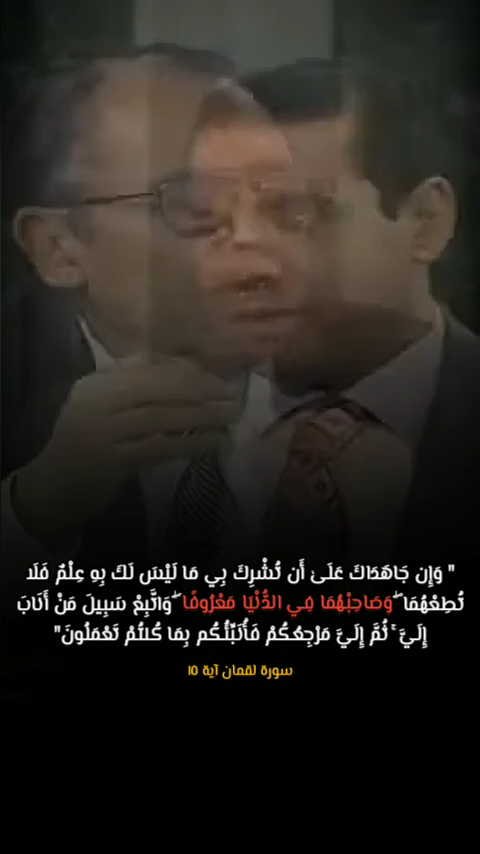 " وَإِن جَاهَدَاكَ عَلَىٰ أَن تُشْرِكَ بِي مَا لَيْسَ لَكَ بِهِ عِلْمٌ فَلَا
تُطِعْهُمَا ۖ وَصَاحِبْهُمَا فِي الدُّنْيَا مَعْرُوفًا ۖ وَاتَّبِعْ سَبِيلَ مَنْ أَنَابَ
إِلَيَّ ۚ ثُمَّ إِلَيَّ مَرْجِعُكُمْ فَأُنَبِّئُكُم بِمَا كُنتُمْ تَعْمَلُونَ"
سورة لقمان آية ١٥